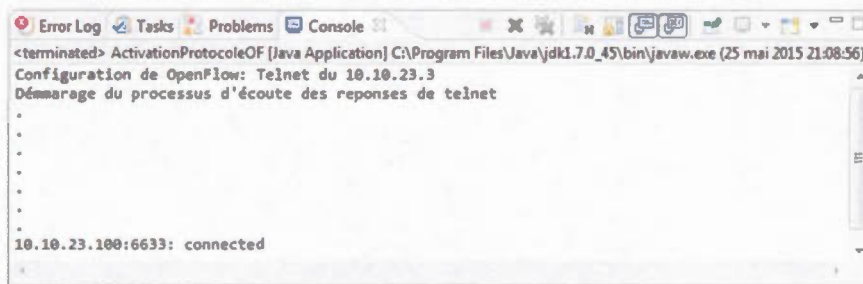 Error Log Tasks Problems Console
<terminated> ActivationProtocoleOF [Java Application] C:\Program Files\Java\jdk1.7.0_45\bin\javaw.exe (25 mai 2015 21:08:56)
Configuration de OpenFlow: Telnet du 10.10.23.3
Démmarage du processus d'écoute des reponses de telnet
.
.
.
.
.
.
.
10.10.23.100:6633: connected